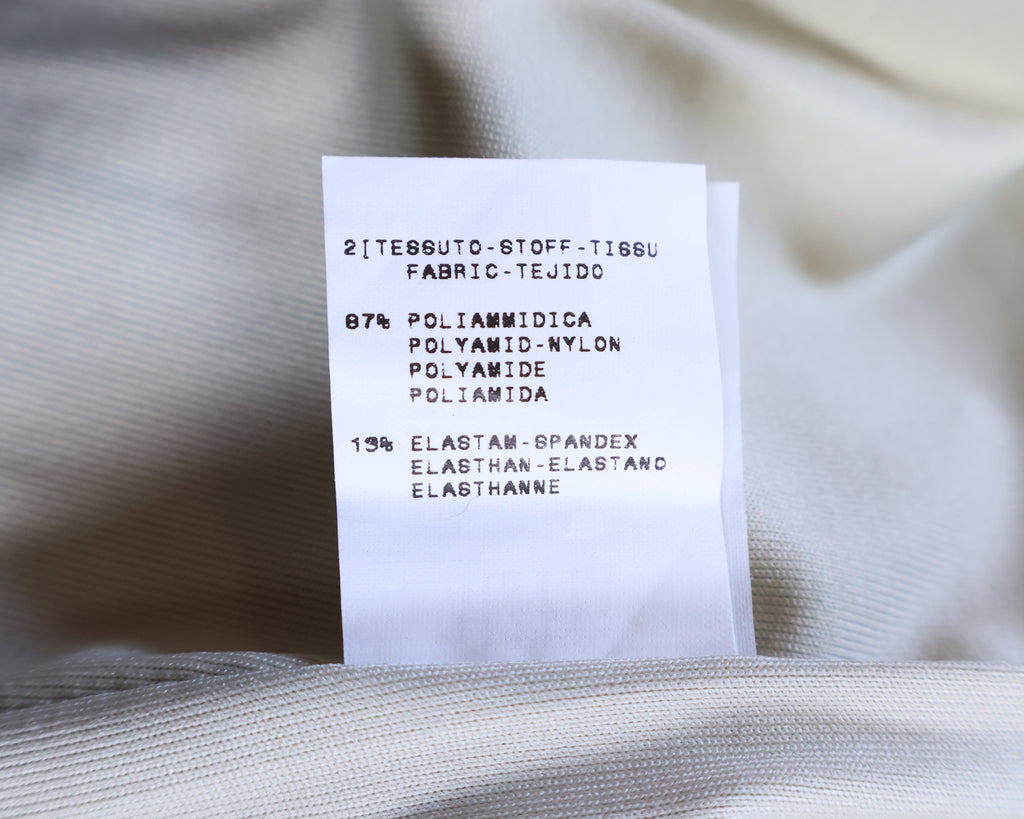 2[TESSUTO-STOFF-TISSU
FABRIC-TEJIDO
87% POLIAMMIDICA
POLYAMID-NYLON
POLYAMIDE
POLIAMIDA
13% ELASTAM-SPANDEX
ELASTHAN-ELASTANO
ELASTHANNE